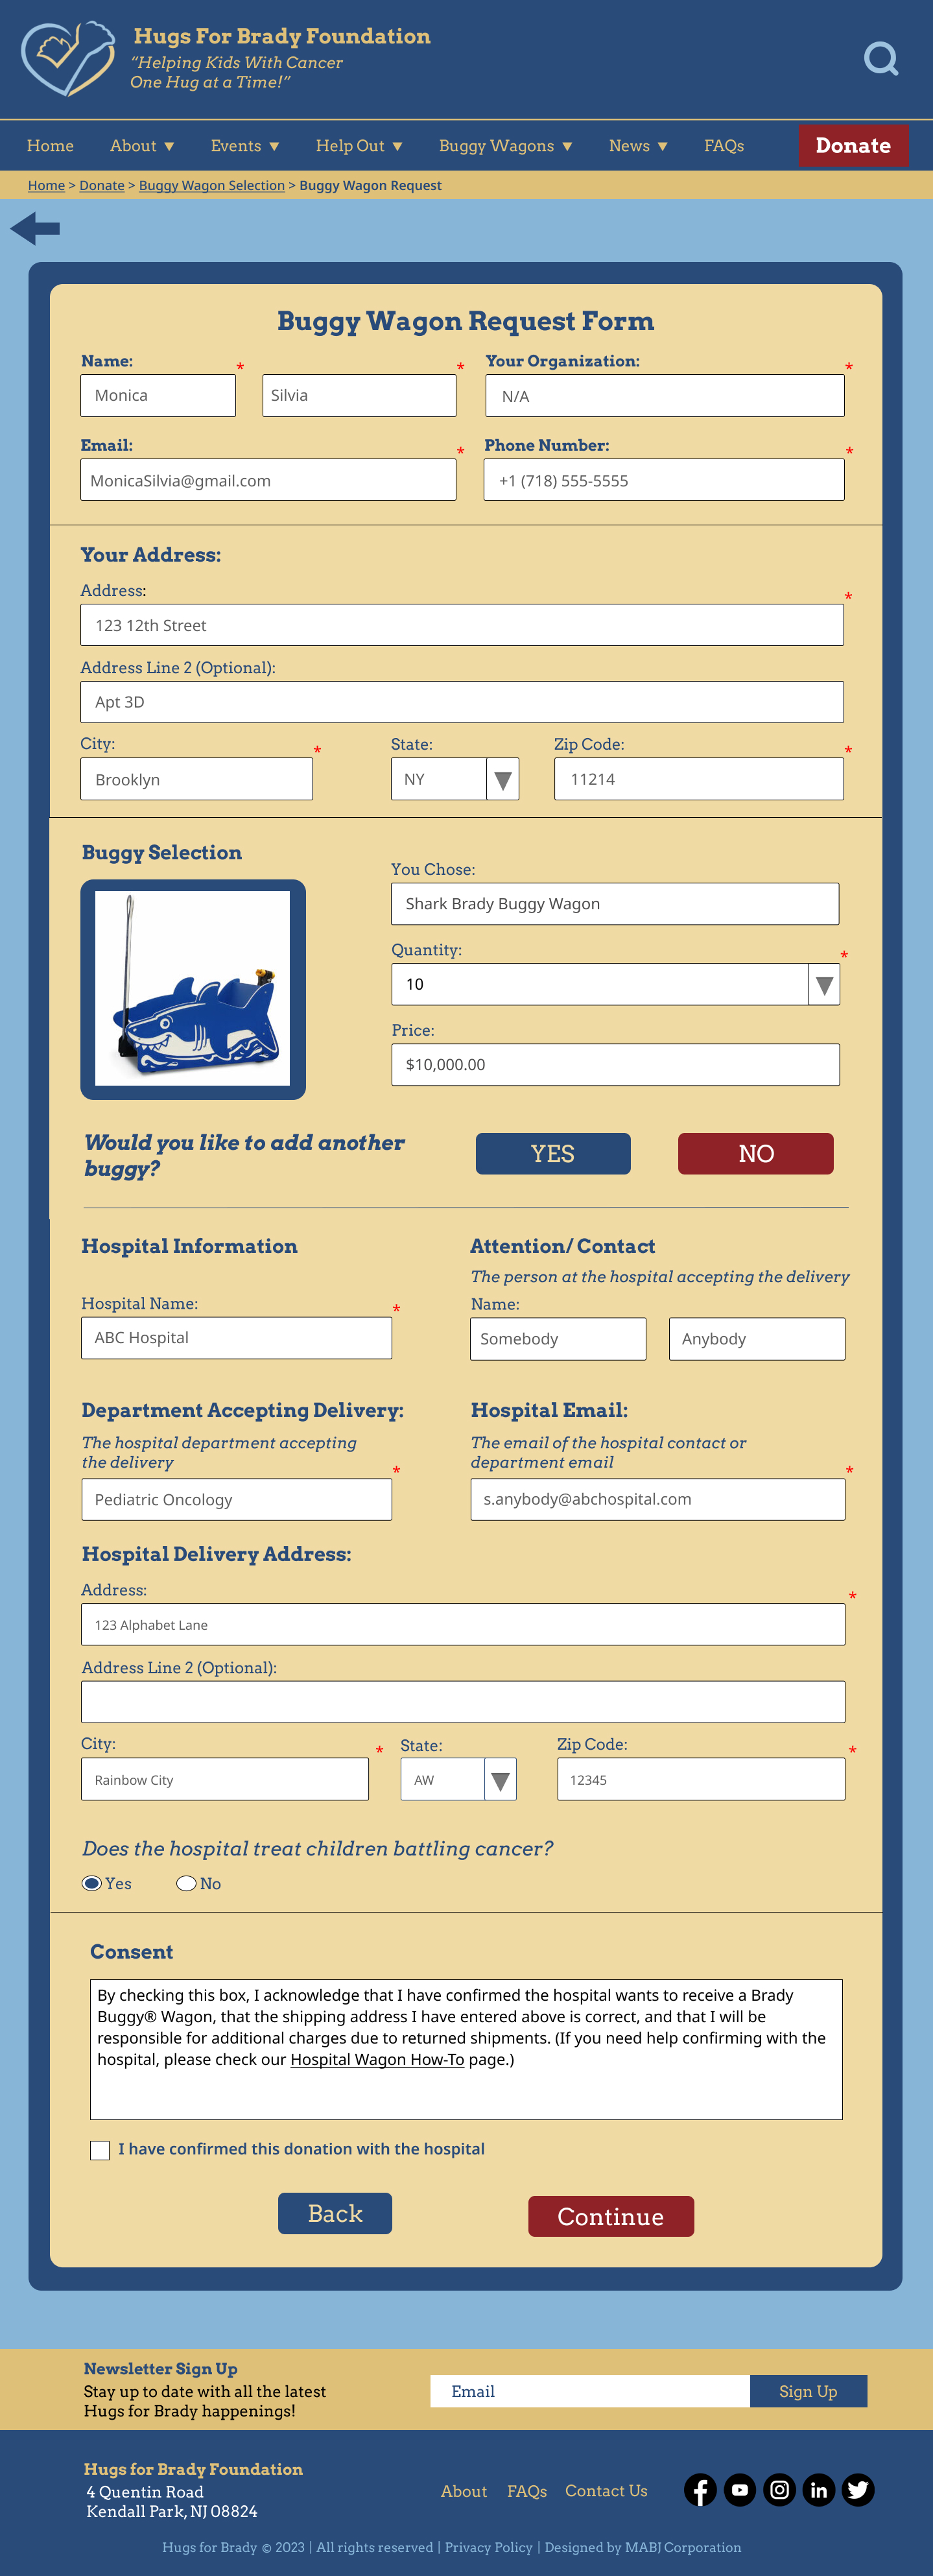 Hugs For Brady Foundation
“Helping Kids With Cancer
One Hug at a Time!”
Home About ▼ Events ▼ Help Out ▼ Buggy Wagons ▼ News ▼ FAQs Donate
Home > Donate > Buggy Wagon Selection > Buggy Wagon Request
Buggy Wagon Request Form
Name: * * Your Organization: *
Monica Silvia N/A
Email: * Phone Number: *
MonicaSilvia@gmail.com +1 (718) 555-5555
Your Address:
Address: *
123 12th Street
Address Line 2 (Optional):
Apt 3D
City: * State: Zip Code: *
Brooklyn NY ▼ 11214
Buggy Selection
You Chose:
Shark Brady Buggy Wagon
Quantity: *
10 ▼
Price:
$10,000.00
Would you like to add another
buggy?
YES NO
Hospital Information Attention/ Contact
The person at the hospital accepting the delivery
Hospital Name: * Name:
ABC Hospital Somebody Anybody
Department Accepting Delivery: Hospital Email:
The hospital department accepting
the delivery *
The email of the hospital contact or
department email *
Pediatric Oncology s.anybody@abchospital.com
Hospital Delivery Address:
Address: *
123 Alphabet Lane
Address Line 2 (Optional):
City: * State: Zip Code: *
Rainbow City AW ▼ 12345
Does the hospital treat children battling cancer?
Yes No
Consent
By checking this box, I acknowledge that I have confirmed the hospital wants to receive a Brady
Buggy® Wagon, that the shipping address I have entered above is correct, and that I will be
responsible for additional charges due to returned shipments. (If you need help confirming with the
hospital, please check our Hospital Wagon How-To page.)
I have confirmed this donation with the hospital
Back Continue
Newsletter Sign Up
Stay up to date with all the latest
Hugs for Brady happenings!
Email Sign Up
Hugs for Brady Foundation
4 Quentin Road
Kendall Park, NJ 08824
About FAQs Contact Us
Hugs for Brady © 2023 | All rights reserved | Privacy Policy | Designed by MABJ Corporation